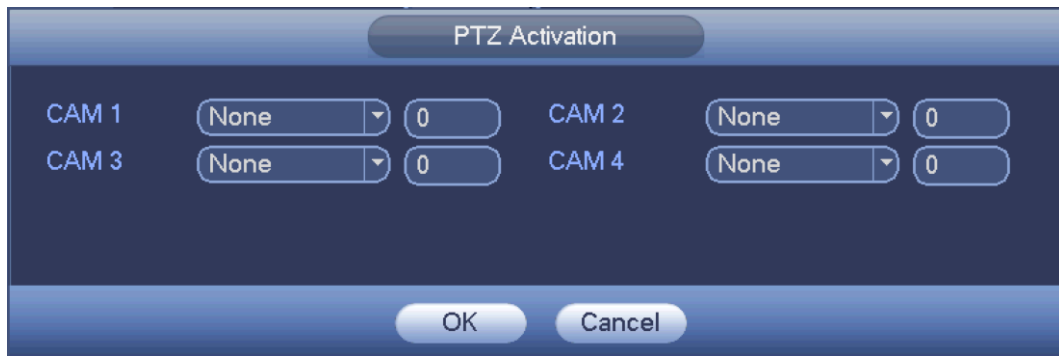 PTZ Activation
CAM 1 None 0 CAM 2 None 0
CAM 3 None 0 CAM 4 None 0
OK Cancel